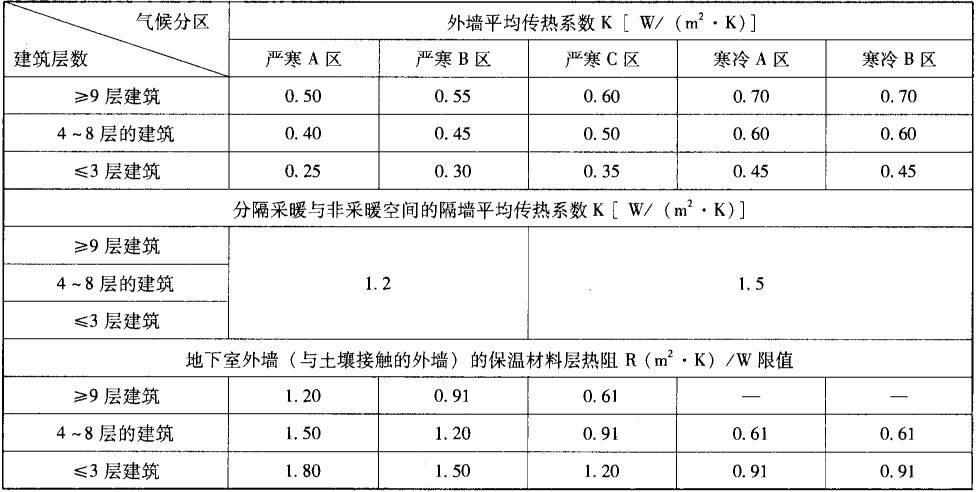 气候分区 外墙平均传热系数 K [ W/ (m²·K)]
建筑层数 严寒 A 区 严寒 B 区 严寒 C 区 寒冷 A 区 寒冷 B 区
≥9 层建筑 0.50 0.55 0.60 0.70 0.70
4~8 层的建筑 0.40 0.45 0.50 0.60 0.60
≤3 层建筑 0.25 0.30 0.35 0.45 0.45
分隔采暖与非采暖空间的隔墙平均传热系数 K [ W/ (m²·K)]
≥9 层建筑
4~8 层的建筑 1.2 1.5
≤3 层建筑
地下室外墙（与土壤接触的外墙）的保温材料层热阻 R (m²·K) /W 限值
≥9 层建筑 1.20 0.91 0.61 — —
4~8 层的建筑 1.50 1.20 0.91 0.61 0.61
≤3 层建筑 1.80 1.50 1.20 0.91 0.91